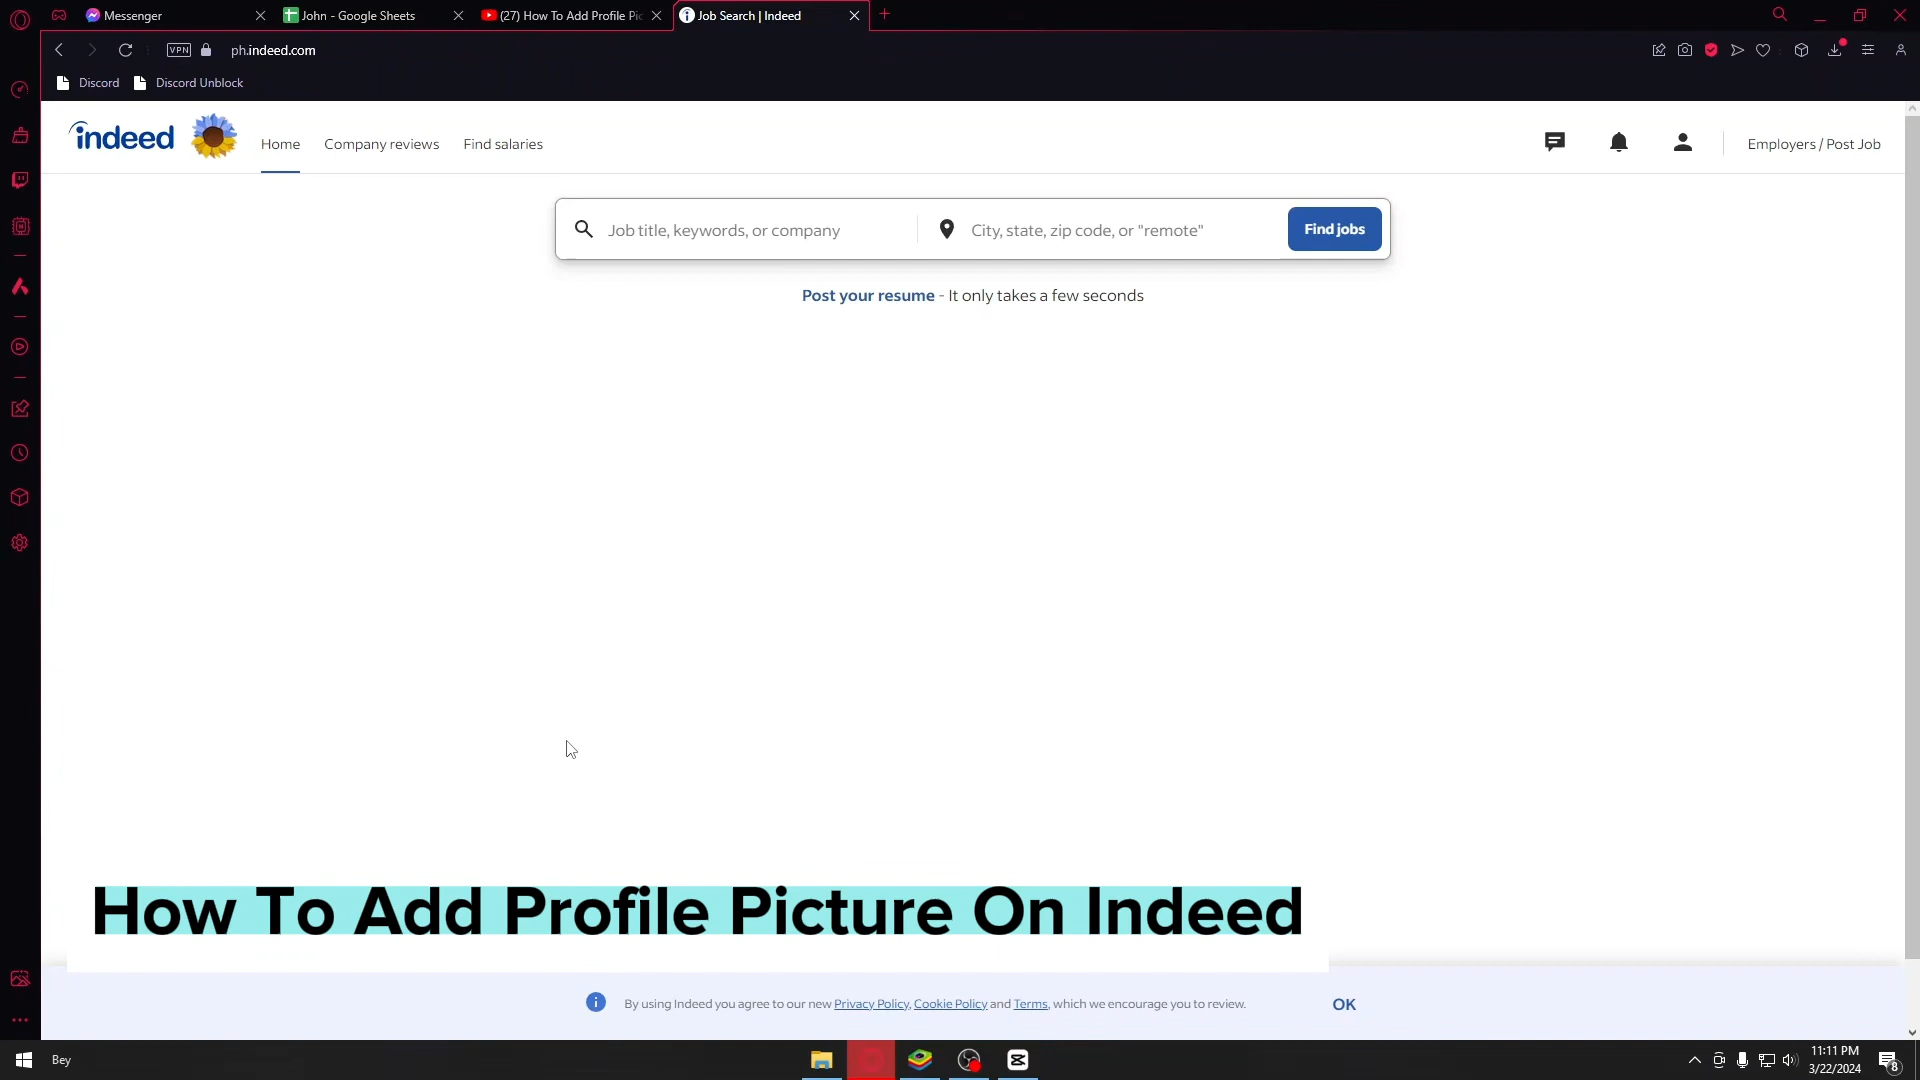 Messenger
John - Google Sheets
(27) How To Add Profile Pic
Job Search | Indeed
VPN
ph.indeed.com
Discord
Discord Unblock
indeed
Home
Company reviews
Find salaries
Employers / Post Job
Job title, keywords, or company
City, state, zip code, or "remote"
Find jobs
Post your resume - It only takes a few seconds
How To Add Profile Picture On Indeed
By using Indeed you agree to our new Privacy Policy, Cookie Policy and Terms, which we encourage you to review.
OK
Bey
11:11 PM
3/22/2024
8